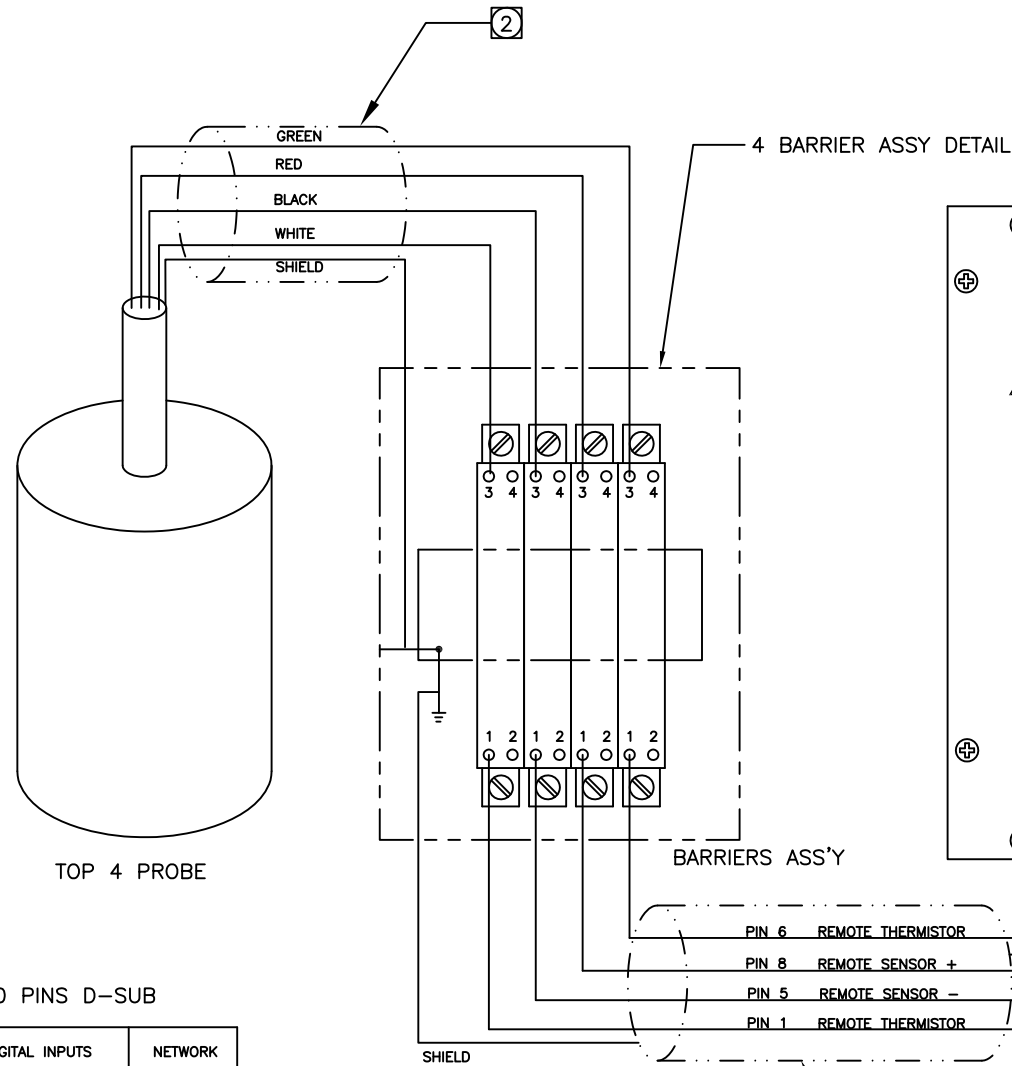 2
GREEN
4 BARRIER ASSY DETAIL
RED
BLACK
WHITE
SHIELD
3 4 3 4 3 4 3 4
1 2 1 2 1 2 1 2
TOP 4 PROBE
BARRIERS ASS'Y
PIN 6 REMOTE THERMISTOR
PIN 8 REMOTE SENSOR +
PIN 5 REMOTE SENSOR -
PIN 1 REMOTE THERMISTOR
SHIELD
PINS D-SUB
INPUTS NETWORK